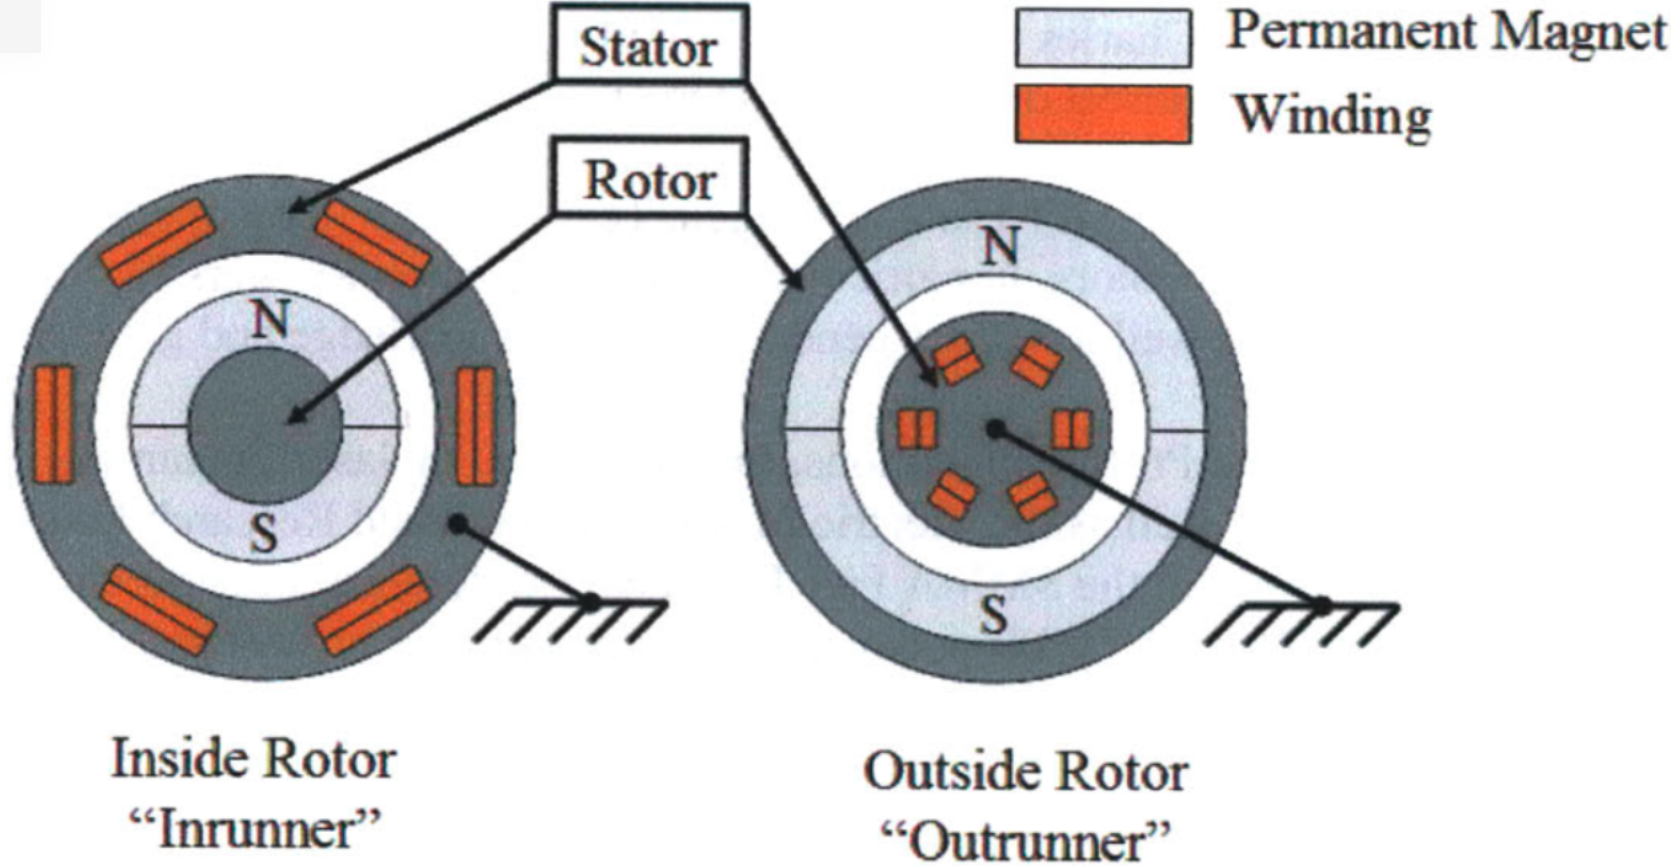 Stator
Permanent Magnet
Rotor
Winding
N
S
N
S
Inside Rotor
“Inrunner”
Outside Rotor
“Outrunner”